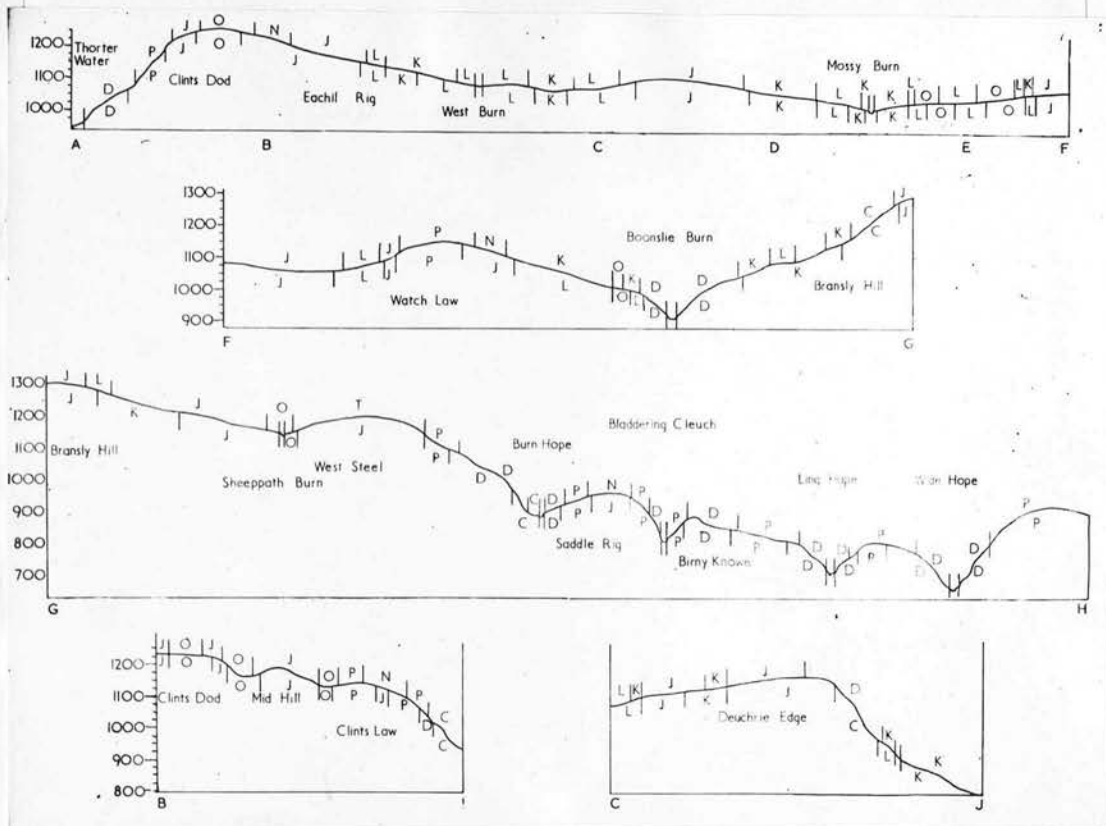 J J O N
1200 Thorter Water P J O J J L K Mossy Burn
1100 D P Clints Dod L K L L K L J K L K L O L O L K J
1000 D Eachil Rig L West Burn L K L J K L K K L O L O L J
A B C D E F
1300 J
1200 P N C J
1100 J L J Boonslie Burn K C
1000 J L J P J K O K D D K L K Bransly Hill
900 Watch Law L O L D D
F G
1300 J L
1200 J K J O T Bladdering Cleuch
1100 Bransly Hill J O J P Burn Hope
1000 Sheeppath Burn West Steel P D D Ling Hope Wide Hope
900 C D P N P D D P
800 C D P J P D P D P D D P D D P
700 Saddle Rig Birny Knowe D D P D D
G H
J O J O J O P N P C L K J K J D
1200 J O J O J O P J D C L J K J C
1100 Clints Dod Mid Hill Deuchrie Edge
1000 Clints Law K
900 L K
800 K
B I C J